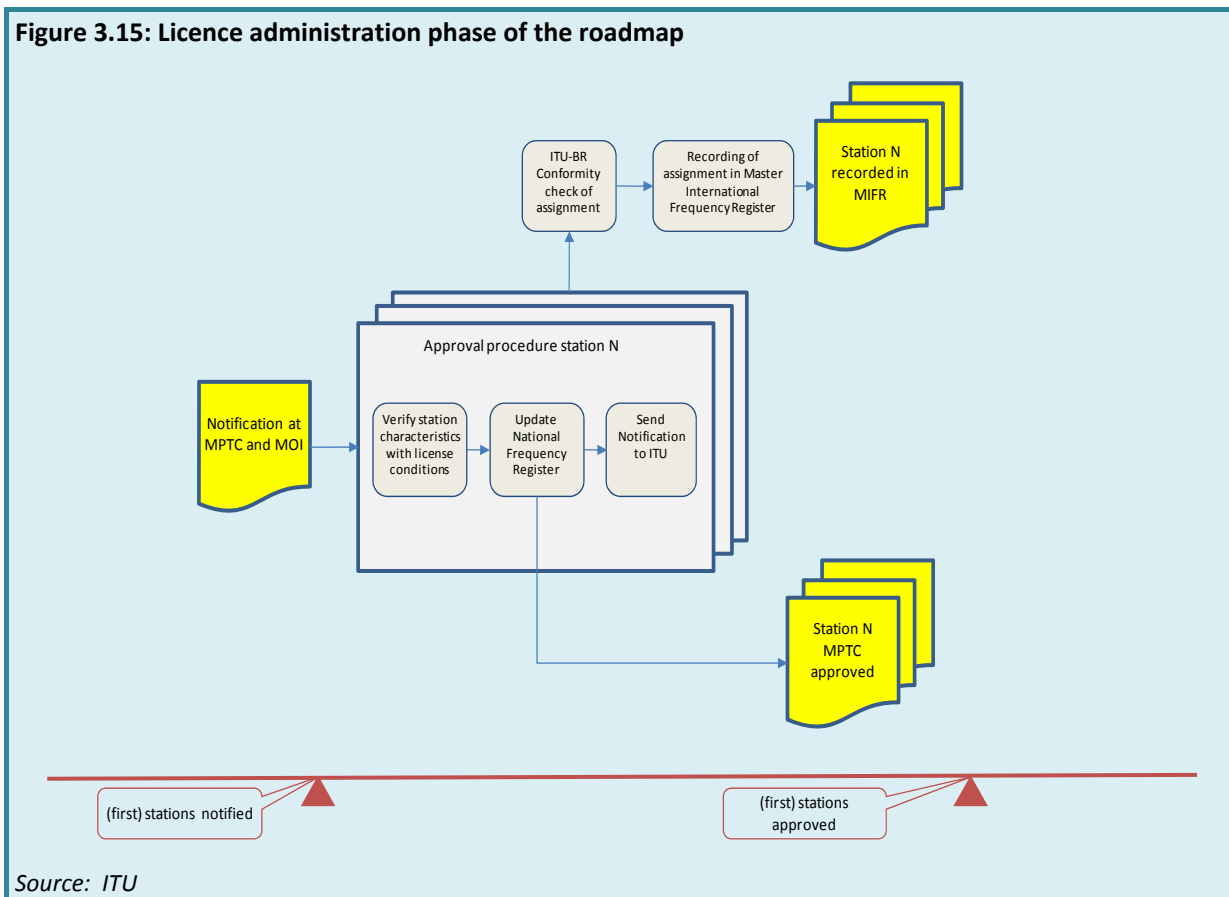 Figure 3.15: Licence administration phase of the roadmap
ITU-BR
Conformity
check of
assignment
Recording of
assignment in Master
International
Frequency Register
Station N
recorded in
MIFR
Approval procedure station N
Notification at
MPTC and MOI
Verify station
characteristics
with license
conditions
Update
National
Frequency
Register
Send
Notification
to ITU
Station N
MPTC
approved
(first) stations notified
(first) stations
approved
Source: ITU